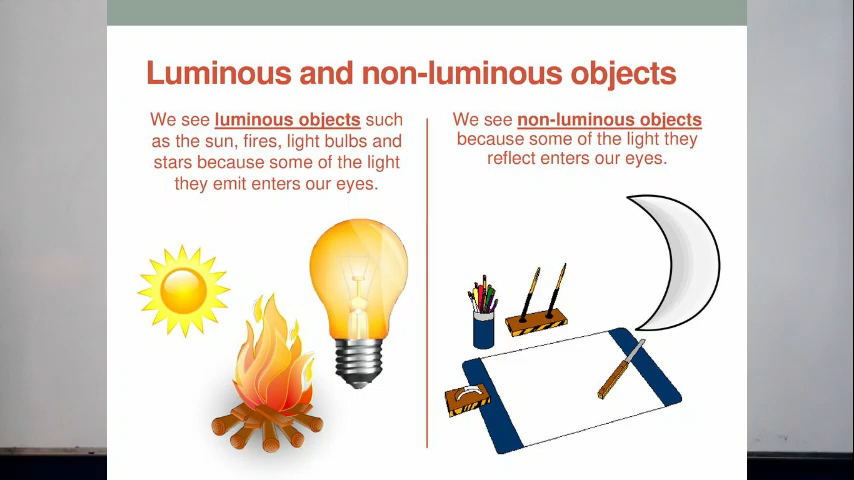 Luminous and non-luminous objects
We see luminous objects such
as the sun, fires, light bulbs and
stars because some of the light
they emit enters our eyes.
We see non-luminous objects
because some of the light they
reflect enters our eyes.